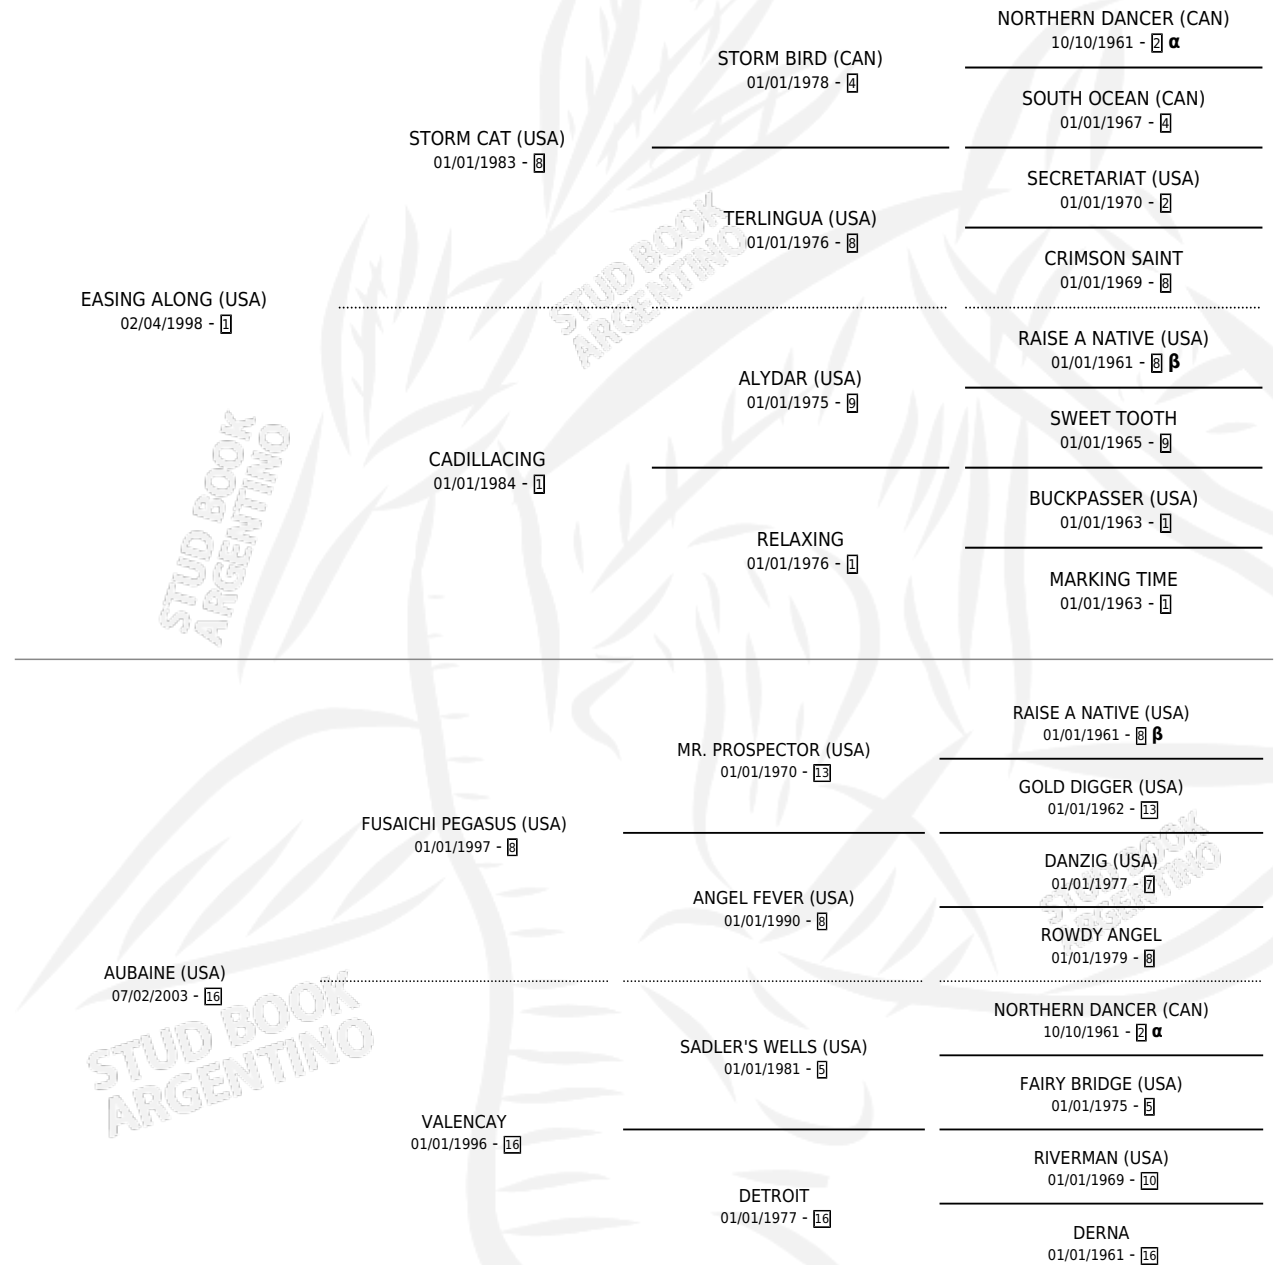 NORTHERN DANCER (CAN)
10/10/1961 - 2 α
STORM BIRD (CAN)
01/01/1978 - 4
SOUTH OCEAN (CAN)
01/01/1967 - 4
STORM CAT (USA)
01/01/1983 - 8
SECRETARIAT (USA)
01/01/1970 - 2
TERLINGUA (USA)
01/01/1976 - 8
CRIMSON SAINT
01/01/1969 - 8
STUD BOOK
ARGENTINO
EASING ALONG (USA)
02/04/1998 - 1
RAISE A NATIVE (USA)
01/01/1961 - 8 β
ALYDAR (USA)
01/01/1975 - 9
SWEET TOOTH
01/01/1965 - 9
CADILLACING
01/01/1984 - 1
BUCKPASSER (USA)
01/01/1963 - 1
RELAXING
01/01/1976 - 1
MARKING TIME
01/01/1963 - 1
STUD BOOK
ARGENTINO
RAISE A NATIVE (USA)
01/01/1961 - 8 β
MR. PROSPECTOR (USA)
01/01/1970 - 13
GOLD DIGGER (USA)
01/01/1962 - 13
FUSAICHI PEGASUS (USA)
01/01/1997 - 8
DANZIG (USA)
01/01/1977 - 7
ANGEL FEVER (USA)
01/01/1990 - 8
ROWDY ANGEL
01/01/1979 - 8
STUD BOOK
ARGENTINO
AUBAINE (USA)
07/02/2003 - 16
NORTHERN DANCER (CAN)
10/10/1961 - 2 α
SADLER'S WELLS (USA)
01/01/1981 - 5
FAIRY BRIDGE (USA)
01/01/1975 - 5
VALENCAY
01/01/1996 - 16
RIVERMAN (USA)
01/01/1969 - 10
DETROIT
01/01/1977 - 16
DERNA
01/01/1961 - 16
STUD BOOK
ARGENTINO